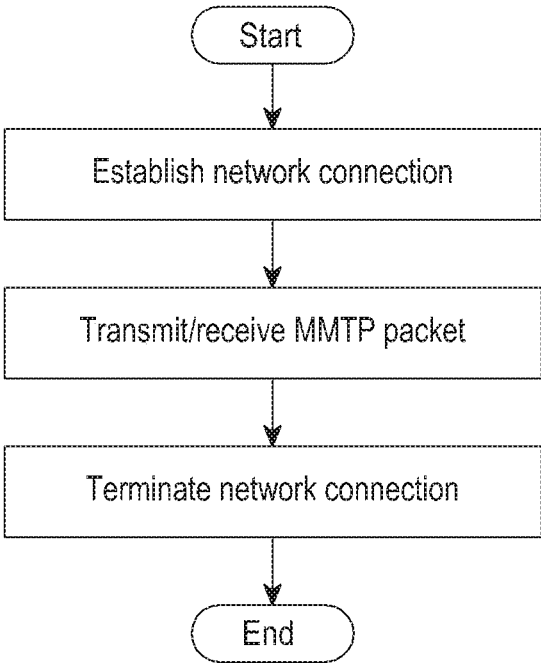 Start
Establish network connection
Transmit/receive MMTP packet
Terminate network connection
End